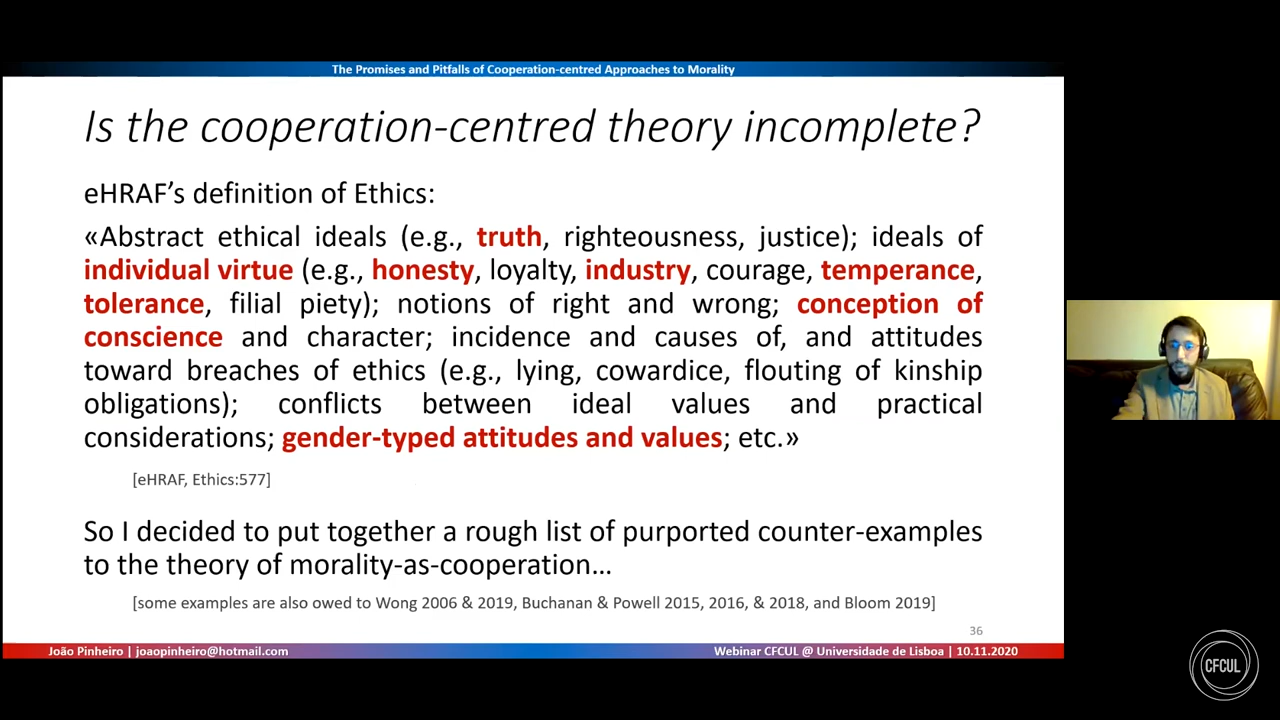 The Promises and Pitfalls of Cooperation-centred Approaches to Morality
Is the cooperation-centred theory incomplete?
eHRAF's definition of Ethics:
«Abstract ethical ideals (e.g., truth, righteousness, justice); ideals of
individual virtue (e.g., honesty, loyalty, industry, courage, temperance,
tolerance, filial piety); notions of right and wrong; conception of
conscience and character; incidence and causes of, and attitudes
toward breaches of ethics (e.g., lying, cowardice, flouting of kinship
obligations); conflicts between ideal values and practical
considerations; gender-typed attitudes and values; etc.»
[eHRAF, Ethics:577]
So I decided to put together a rough list of purported counter-examples
to the theory of morality-as-cooperation…
[some examples are also owed to Wong 2006 & 2019, Buchanan & Powell 2015, 2016, & 2018, and Bloom 2019]
36
João Pinheiro | joaopinheiro@hotmail.com
Webinar CFCUL @ Universidade de Lisboa | 10.11.2020
CFCUL